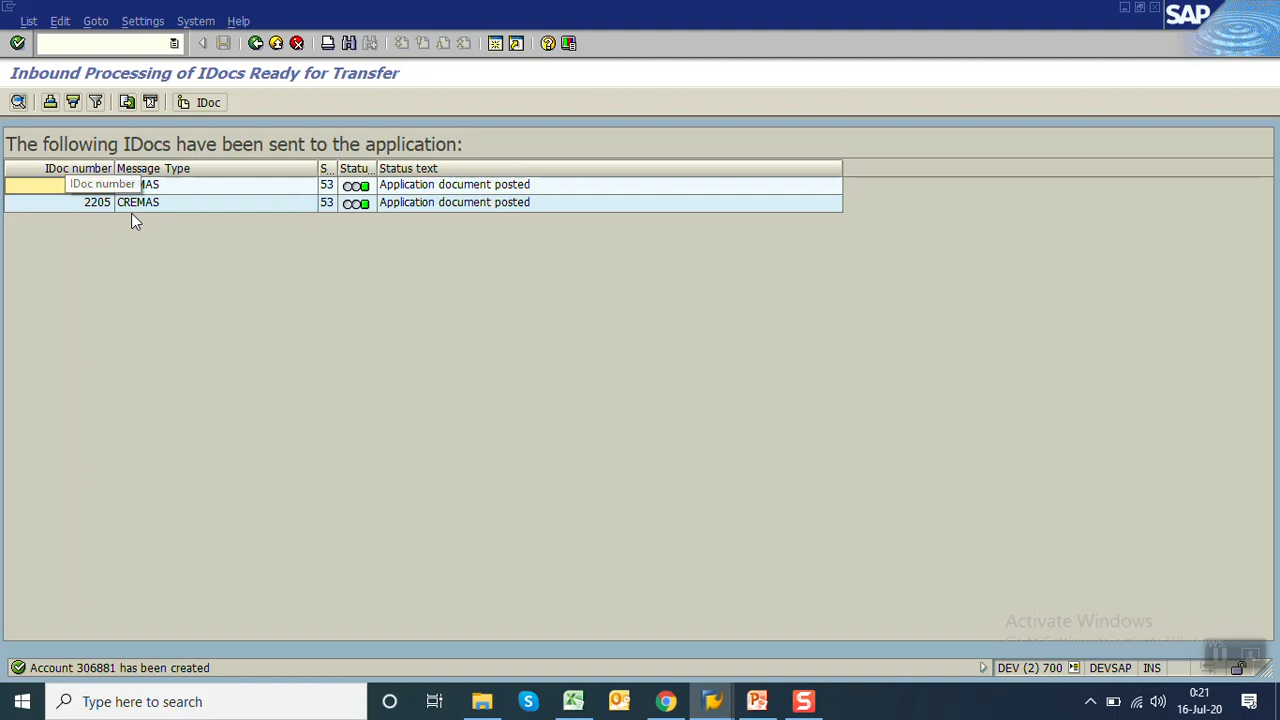 List Edit Goto Settings System Help
SAP
Inbound Processing of IDocs Ready for Transfer
IDoc
The following IDocs have been sent to the application:
IDoc number Message Type S.. Statu... Status text
IDoc number MAS 53 Application document posted
2205 CREMAS 53 Application document posted
Activate Windows
Account 306881 has been created DEV (2) 700 DEVSAP INS
Type here to search
0:21
16-Jul-20